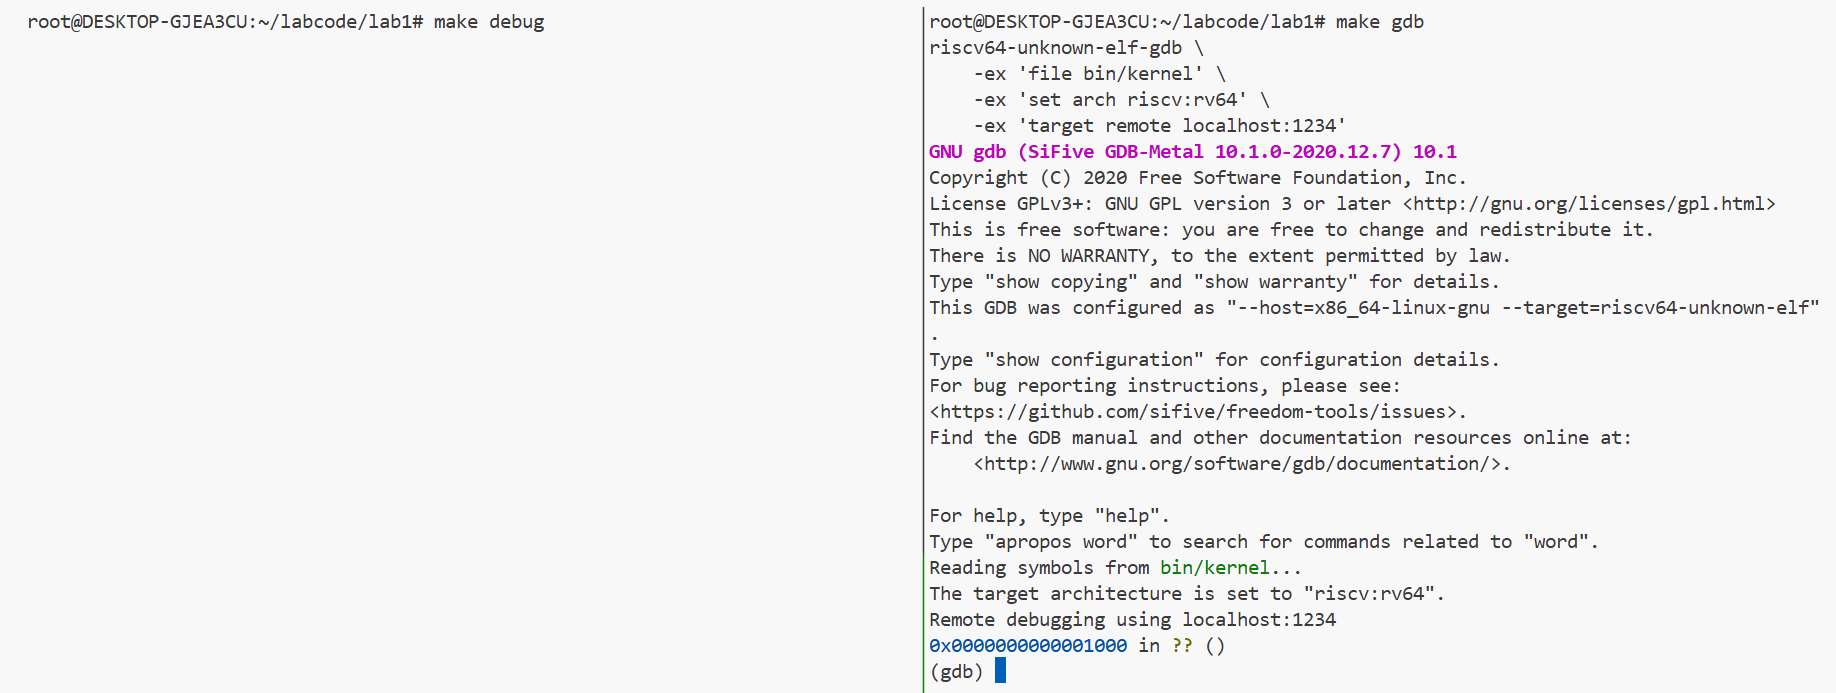 root@DESKTOP-GJEA3CU:~/labcode/lab1# make debug
root@DESKTOP-GJEA3CU:~/labcode/lab1# make gdb
riscv64-unknown-elf-gdb \
    -ex 'file bin/kernel' \
    -ex 'set arch riscv:rv64' \
    -ex 'target remote localhost:1234'
GNU gdb (SiFive GDB-Metal 10.1.0-2020.12.7) 10.1
Copyright (C) 2020 Free Software Foundation, Inc.
License GPLv3+: GNU GPL version 3 or later <http://gnu.org/licenses/gpl.html>
This is free software: you are free to change and redistribute it.
There is NO WARRANTY, to the extent permitted by law.
Type "show copying" and "show warranty" for details.
This GDB was configured as "--host=x86_64-linux-gnu --target=riscv64-unknown-elf"
.
Type "show configuration" for configuration details.
For bug reporting instructions, please see:
<https://github.com/sifive/freedom-tools/issues>.
Find the GDB manual and other documentation resources online at:
    <http://www.gnu.org/software/gdb/documentation/>.

For help, type "help".
Type "apropos word" to search for commands related to "word".
Reading symbols from bin/kernel...
The target architecture is set to "riscv:rv64".
Remote debugging using localhost:1234
0x0000000000001000 in ?? ()
(gdb)